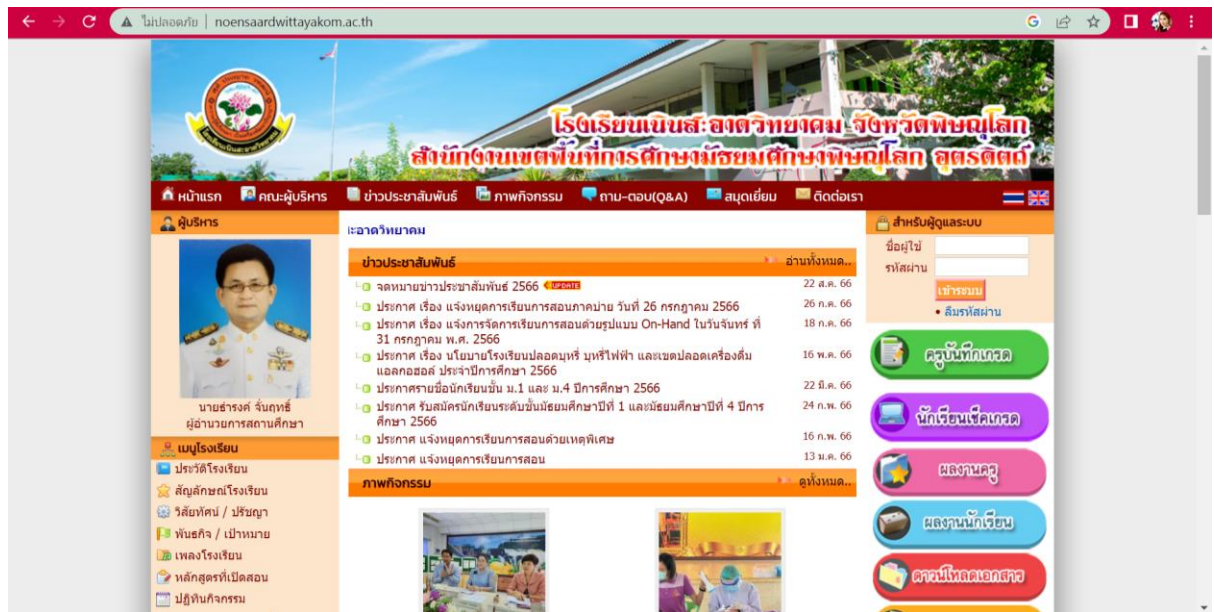 ไม่ปลอดภัย | noensaardwittayakom.ac.th
โรงเรียนเนินสะอาดวิทยาคม จังหวัดพิษณุโลก
สำนักงานเขตพื้นที่การศึกษามัธยมศึกษาพิษณุโลก อุตรดิตถ์
หน้าแรก คณะผู้บริหาร ข่าวประชาสัมพันธ์ ภาพกิจกรรม ถาม-ตอบ(Q&A) สมุดเยี่ยม ติดต่อเรา
ผู้บริหาร
นายธำรงค์ จั่นฤทธิ์
ผู้อำนวยการสถานศึกษา
เมนูโรงเรียน
ประวัติโรงเรียน
สัญลักษณ์โรงเรียน
วิสัยทัศน์ / ปรัชญา
พันธกิจ / เป้าหมาย
เพลงโรงเรียน
หลักสูตรที่เปิดสอน
ปฏิทินกิจกรรม
ะอาดวิทยาคม
ข่าวประชาสัมพันธ์ อ่านทั้งหมด..
จดหมายข่าวประชาสัมพันธ์ 2566 UPDATE 22 ส.ค. 66
ประกาศ เรื่อง แจ้งหยุดการเรียนการสอนภาคบ่าย วันที่ 26 กรกฎาคม 2566 26 ก.ค. 66
ประกาศ เรื่อง แจ้งการจัดการเรียนการสอนด้วยรูปแบบ On-Hand ในวันจันทร์ ที่ 18 ก.ค. 66
31 กรกฎาคม พ.ศ. 2566
ประกาศ เรื่อง นโยบายโรงเรียนปลอดบุหรี่ บุหรี่ไฟฟ้า และเขตปลอดเครื่องดื่ม 16 พ.ค. 66
แอลกอฮอล์ ประจำปีการศึกษา 2566
ประกาศรายชื่อนักเรียนชั้น ม.1 และ ม.4 ปีการศึกษา 2566 22 มี.ค. 66
ประกาศ รับสมัครนักเรียนระดับชั้นมัธยมศึกษาปีที่ 1 และมัธยมศึกษาปีที่ 4 ปีการ 24 ก.พ. 66
ศึกษา 2566
ประกาศ แจ้งหยุดการเรียนการสอนด้วยเหตุพิเศษ 16 ก.พ. 66
ประกาศ แจ้งหยุดการเรียนการสอน 13 ม.ค. 66
ภาพกิจกรรม ดูทั้งหมด..
สำหรับผู้ดูแลระบบ
ชื่อผู้ใช้
รหัสผ่าน
เข้าระบบ
ลืมรหัสผ่าน
ครูบันทึกเกรด
นักเรียนเช็คเกรด
ผลงานครู
ผลงานนักเรียน
ดาวน์โหลดเอกสาร